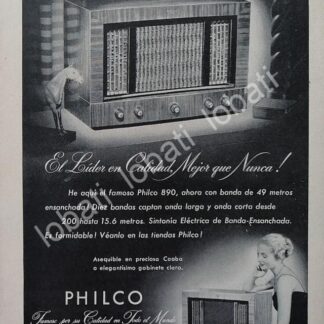 El Líder en Calidad, Mejor que Nunca!
He aquí el famoso Philco 890, ahora con banda de 49 metros
ensanchada! Diez bandas captan onda larga y onda corta desde
200 hasta 15.6 metros. Sintonía Eléctrica de Banda-Ensanchada.
Es formidable! Véanlo en las tiendas Philco!
Asequible en precioso Caoba
o elegantísimo gabinete claro.
PHILCO
Famoso por su Calidad en Todo el Mundo
lobati lobati lobati